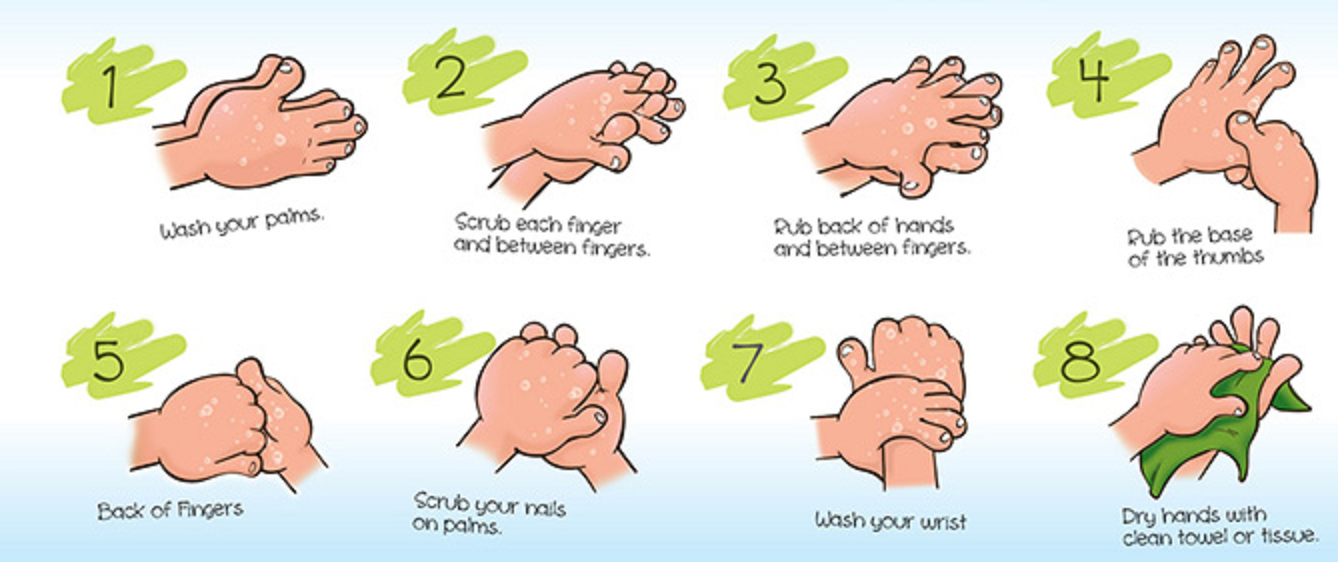 1
Wash your palms.
2
Scrub each finger
and between fingers.
3
Rub back of hands
and between fingers.
4
Rub the base
of the thumbs
5
Back of Fingers
6
Scrub your nails
on palms.
7
Wash your wrist
8
Dry hands with
clean towel or tissue.